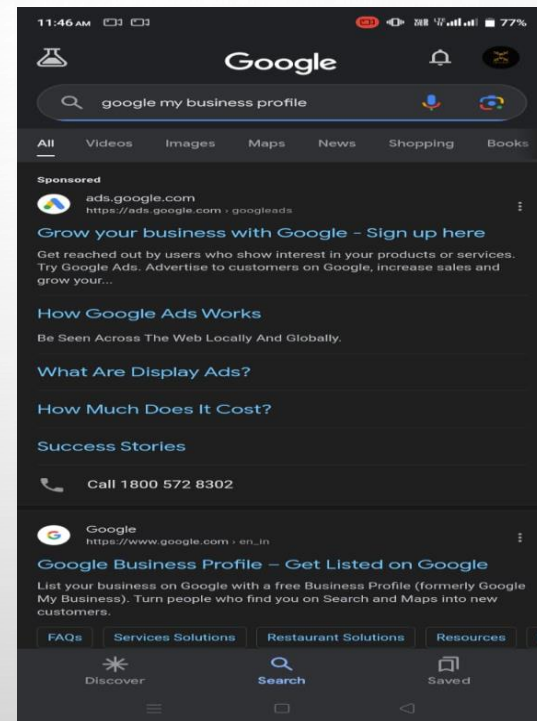 11:46 AM 77%
Google
google my business profile
All Videos Images Maps News Shopping Books
Sponsored
ads.google.com
https://ads.google.com › googleads
Grow your business with Google - Sign up here
Get reached out by users who show interest in your products or services.
Try Google Ads. Advertise to customers on Google, increase sales and
grow your...
How Google Ads Works
Be Seen Across The Web Locally And Globally.
What Are Display Ads?
How Much Does It Cost?
Success Stories
Call 1800 572 8302
Google
https://www.google.com › en_in
Google Business Profile – Get Listed on Google
List your business on Google with a free Business Profile (formerly Google
My Business). Turn people who find you on Search and Maps into new
customers.
FAQs Services Solutions Restaurant Solutions Resources
Discover Search Saved